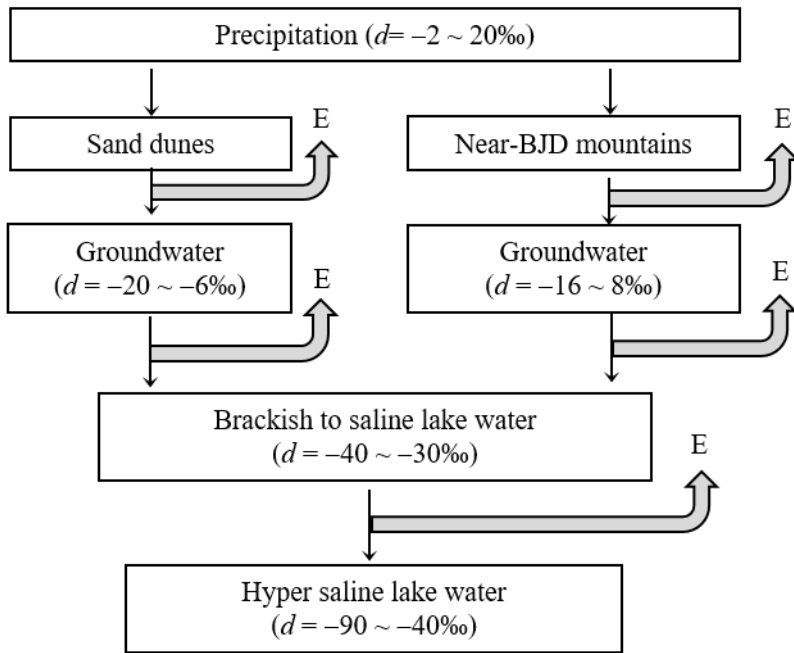 Precipitation (d= –2 ~ 20‰)
E
E
Sand dunes
Near-BJD mountains
Groundwater
(d = –20 ~ –6‰)
E
Groundwater
(d = –16 ~ 8‰)
E
Brackish to saline lake water
(d = –40 ~ –30‰)
E
Hyper saline lake water
(d = –90 ~ –40‰)